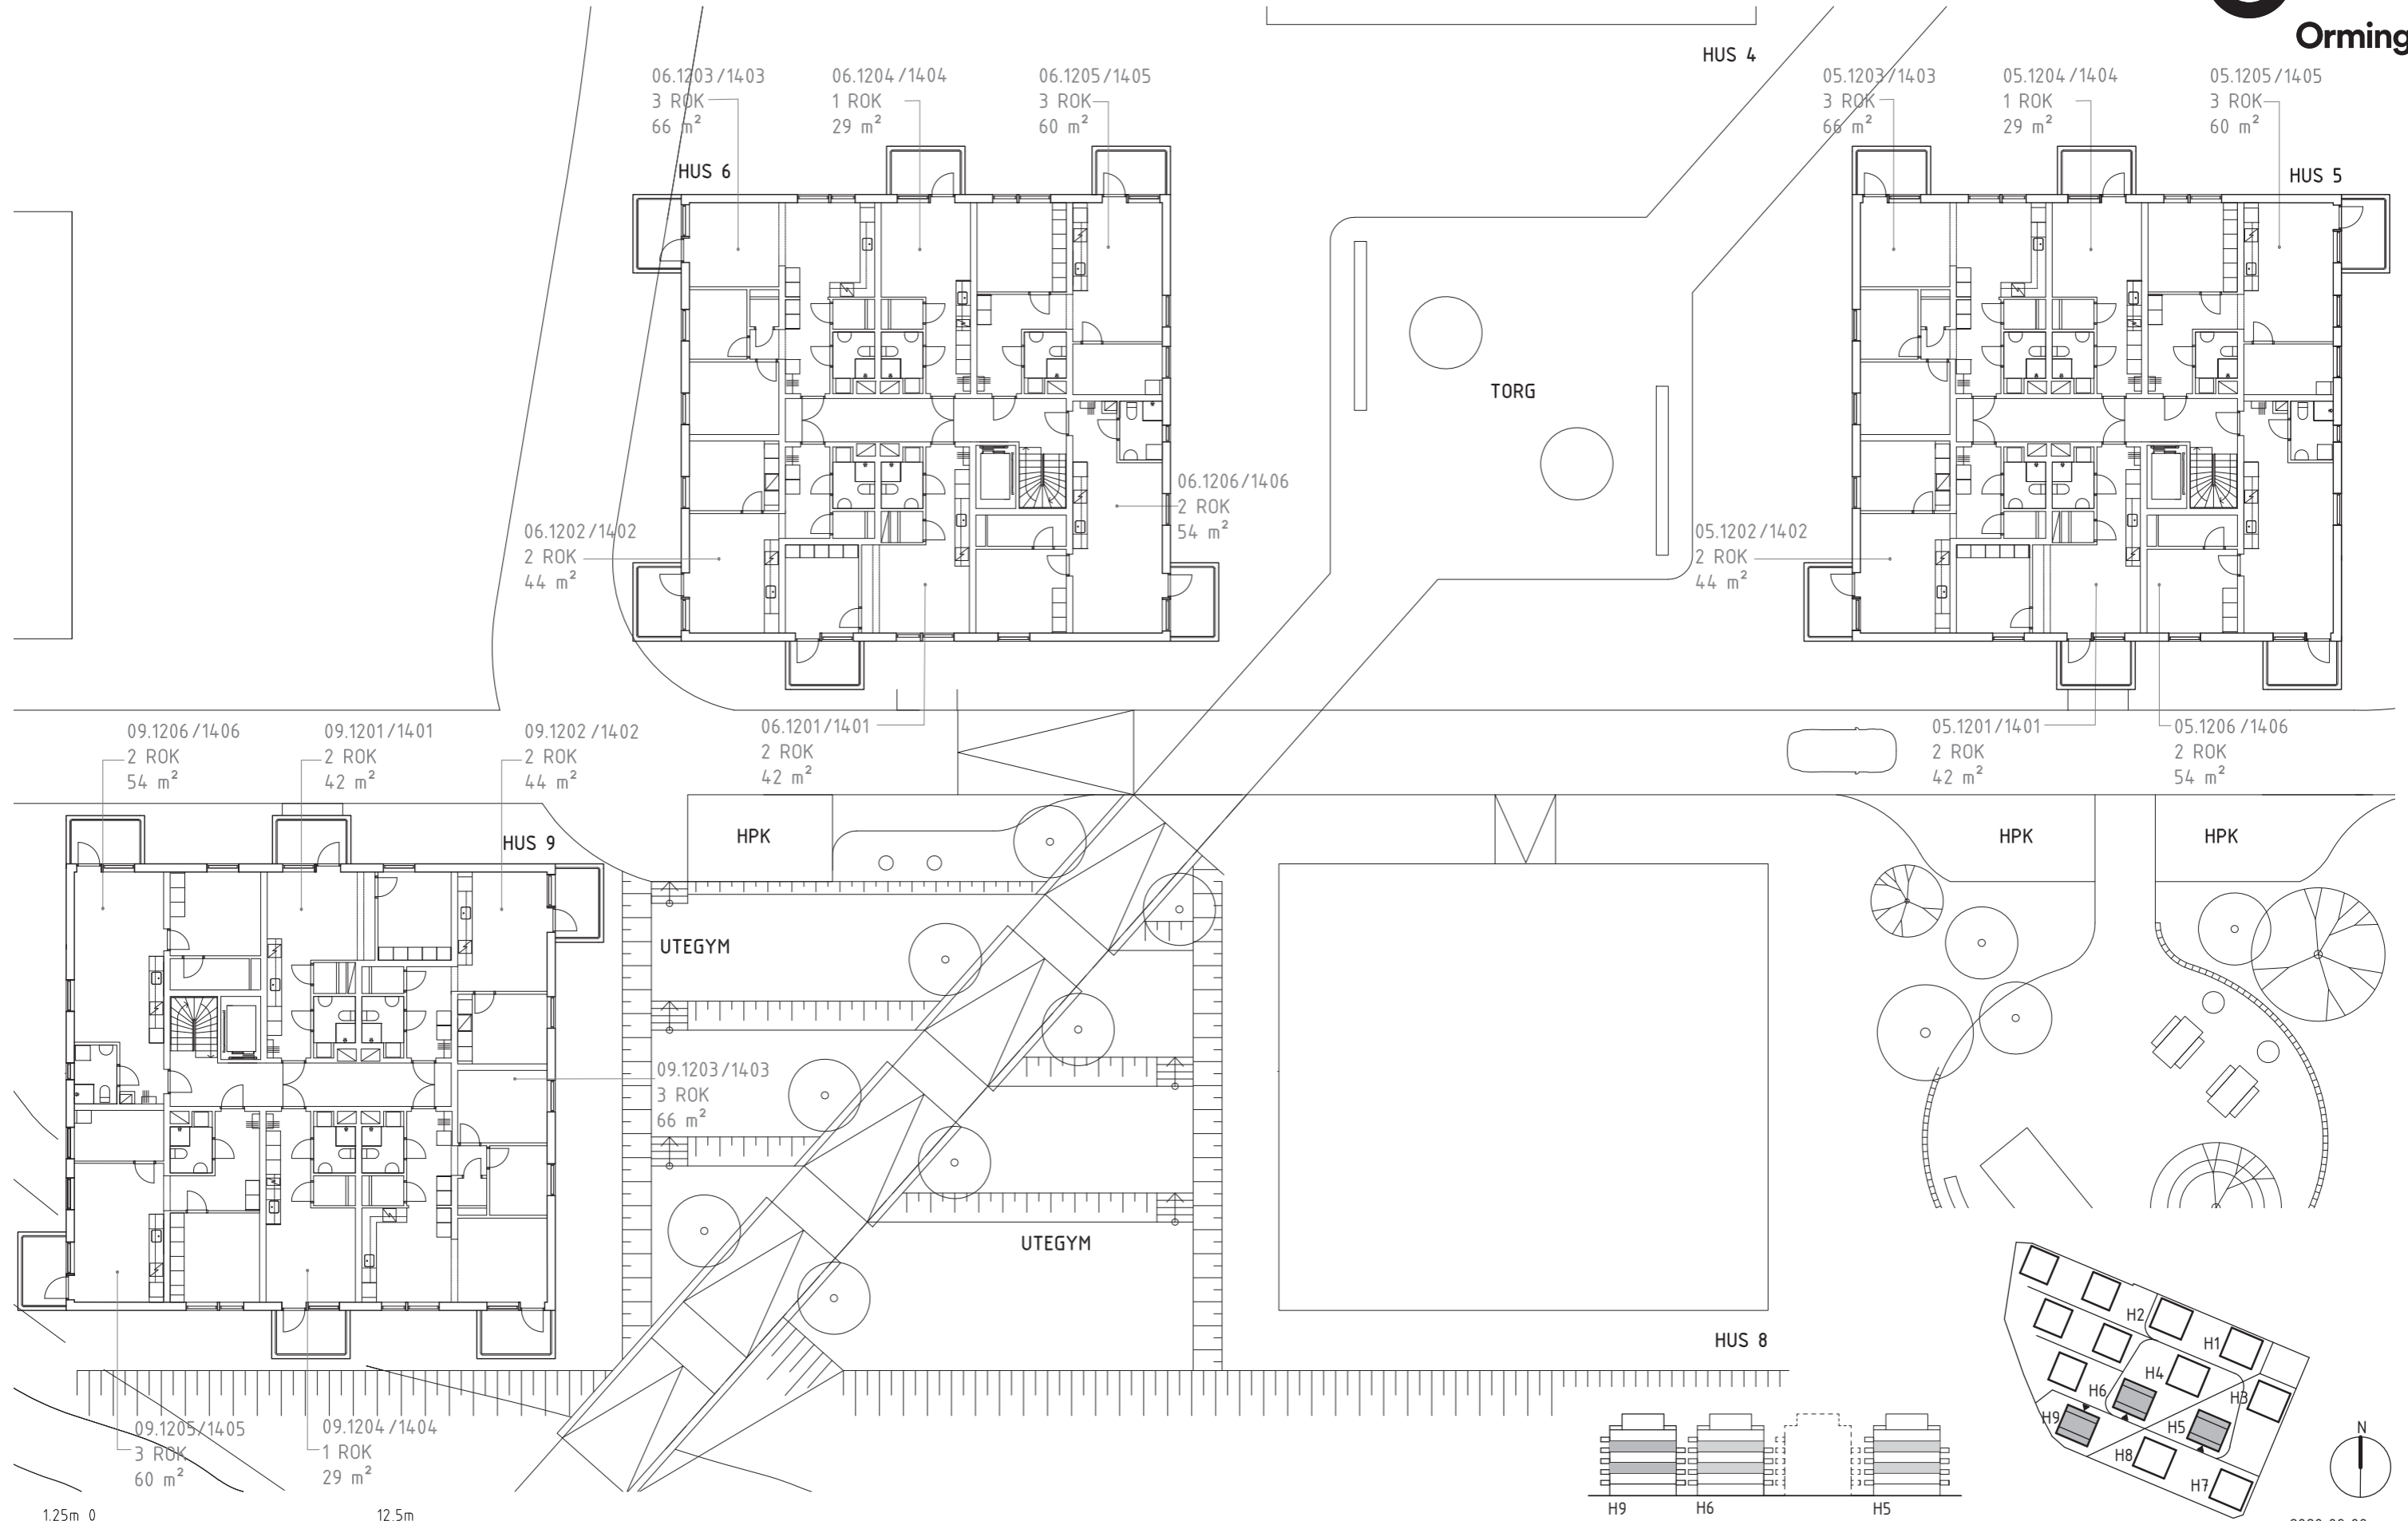 Orming
HUS 4
06.1203/1403
3 ROK
66 m²
06.1204/1404
1 ROK
29 m²
06.1205/1405
3 ROK
60 m²
05.1203/1403
3 ROK
66 m²
05.1204/1404
1 ROK
29 m²
05.1205/1405
3 ROK
60 m²
HUS 6
HUS 5
TORG
06.1206/1406
2 ROK
54 m²
06.1202/1402
2 ROK
44 m²
05.1202/1402
2 ROK
44 m²
09.1206/1406
2 ROK
54 m²
09.1201/1401
2 ROK
42 m²
09.1202/1402
2 ROK
44 m²
06.1201/1401
2 ROK
42 m²
05.1201/1401
2 ROK
42 m²
05.1206/1406
2 ROK
54 m²
HUS 9
HPK
HPK
HPK
UTEGYM
09.1203/1403
3 ROK
66 m²
UTEGYM
HUS 8
09.1205/1405
3 ROK
60 m²
09.1204/1404
1 ROK
29 m²
H2
H1
H4
H6
H3
H9
H5
H8
H7
N
H9
H6
H5
1.25m 0
12.5m